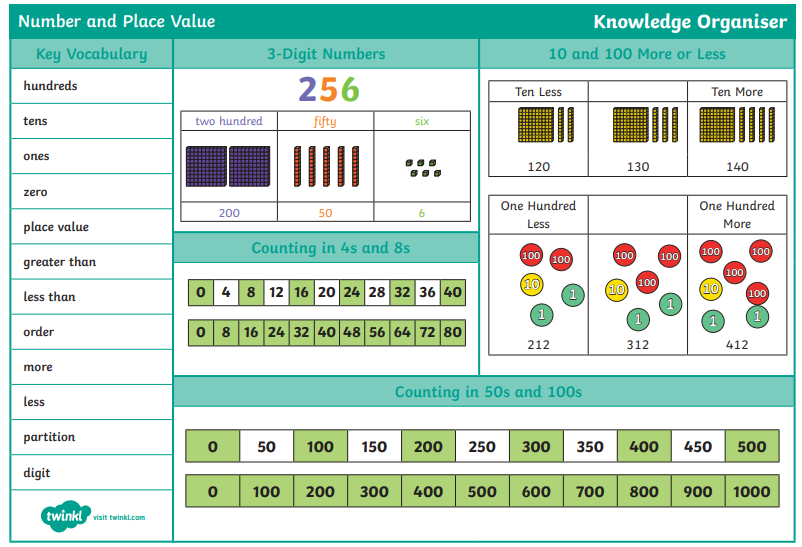 Number and Place Value
Knowledge Organiser
Key Vocabulary
hundreds
tens
ones
zero
place value
greater than
less than
order
more
less
partition
digit
twinkl visit twinkl.com
3-Digit Numbers
256
two hundred fifty six
200 50 6
Counting in 4s and 8s
0 4 8 12 16 20 24 28 32 36 40
0 8 16 24 32 40 48 56 64 72 80
10 and 100 More or Less
Ten Less Ten More
120 130 140
One Hundred
Less
One Hundred
More
100 100
10
1
1
212
100 100
100
10
1
1
312
100 100
100
10 100
1 1
412
Counting in 50s and 100s
0 50 100 150 200 250 300 350 400 450 500
0 100 200 300 400 500 600 700 800 900 1000